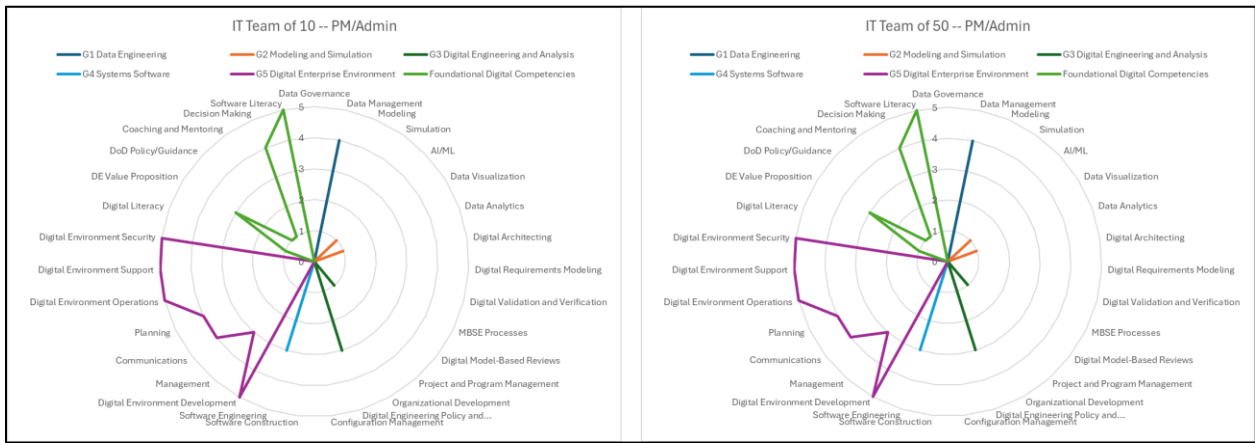 IT Team of 10 -- PM/Admin
G1 Data Engineering
G2 Modeling and Simulation
G3 Digital Engineering and Analysis
G4 Systems Software
G5 Digital Enterprise Environment
Foundational Digital Competencies
Data Governance
Data Management
Modeling
Simulation
AI/ML
Data Visualization
Data Analytics
Digital Architecting
Digital Requirements Modeling
Digital Validation and Verification
MBSE Processes
Digital Model-Based Reviews
Project and Program Management
Organizational Development
Digital Engineering Policy and...
Configuration Management
Software Construction
Software Engineering
Digital Environment Development
Management
Communications
Planning
Digital Environment Operations
Digital Environment Support
Digital Environment Security
Digital Literacy
DE Value Proposition
DoD Policy/Guidance
Coaching and Mentoring
Decision Making
Software Literacy
5
4
3
2
1
0
IT Team of 50 -- PM/Admin
G1 Data Engineering
G2 Modeling and Simulation
G3 Digital Engineering and Analysis
G4 Systems Software
G5 Digital Enterprise Environment
Foundational Digital Competencies
Data Governance
Data Management
Modeling
Simulation
AI/ML
Data Visualization
Data Analytics
Digital Architecting
Digital Requirements Modeling
Digital Validation and Verification
MBSE Processes
Digital Model-Based Reviews
Project and Program Management
Organizational Development
Digital Engineering Policy and...
Configuration Management
Software Construction
Software Engineering
Digital Environment Development
Management
Communications
Planning
Digital Environment Operations
Digital Environment Support
Digital Environment Security
Digital Literacy
DE Value Proposition
DoD Policy/Guidance
Coaching and Mentoring
Decision Making
Software Literacy
5
4
3
2
1
0